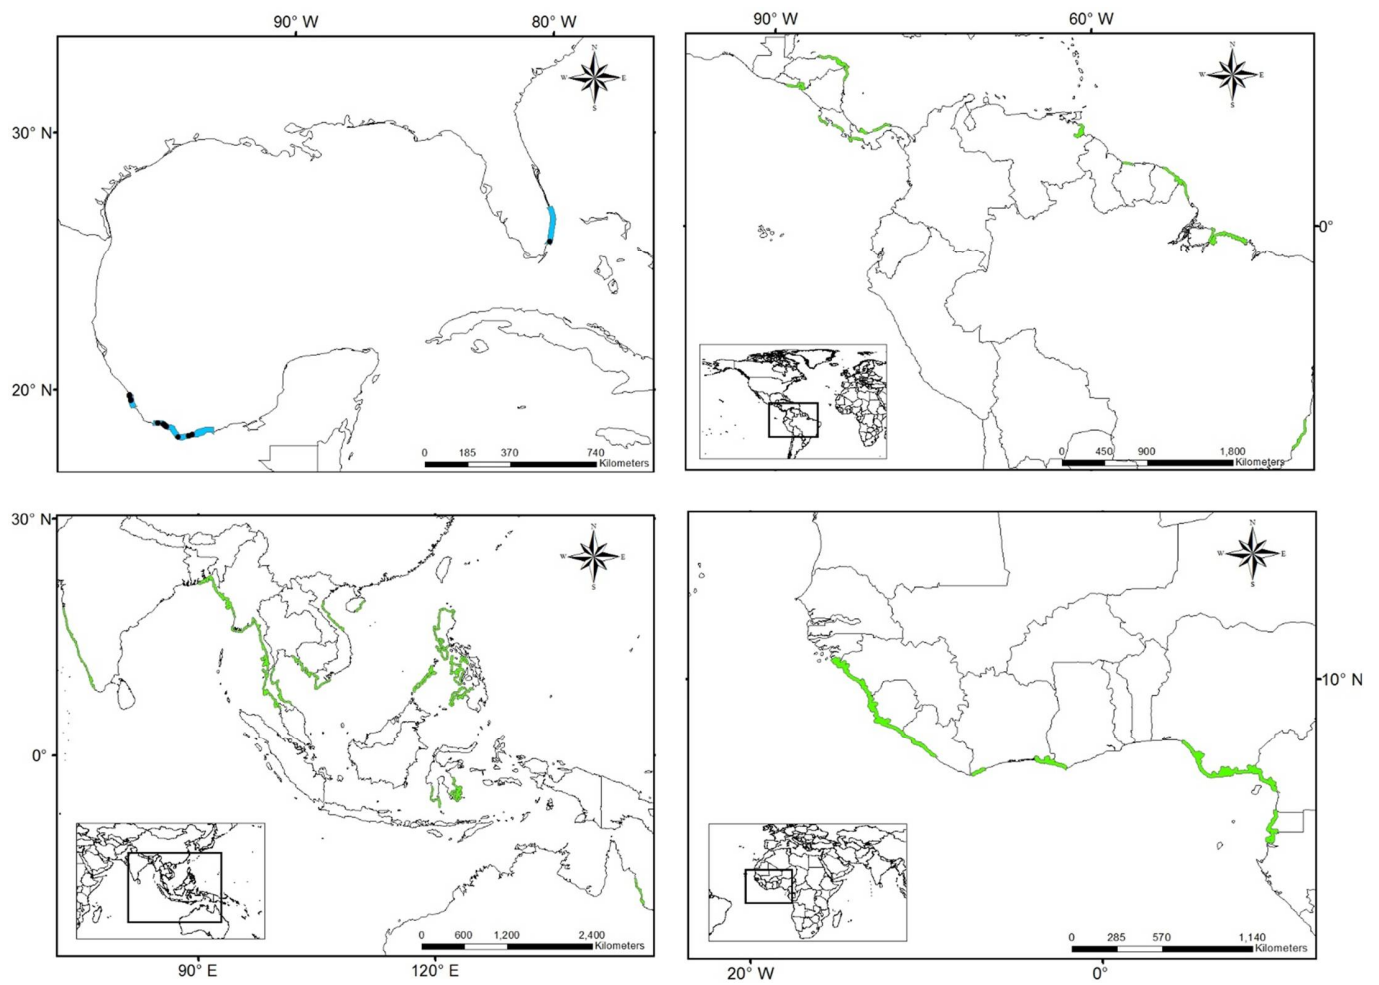 90° W
80° W
90° W
60° W
N
W
E
S
N
W
E
S
30° N
0°
20° N
0
185
370
740
Kilometers
0
450
900
1,800
Kilometers
30° N
N
W
E
S
N
W
E
S
10° N
0°
0
600
1,200
2,400
Kilometers
0
285
570
1,140
Kilometers
90° E
120° E
20° W
0°